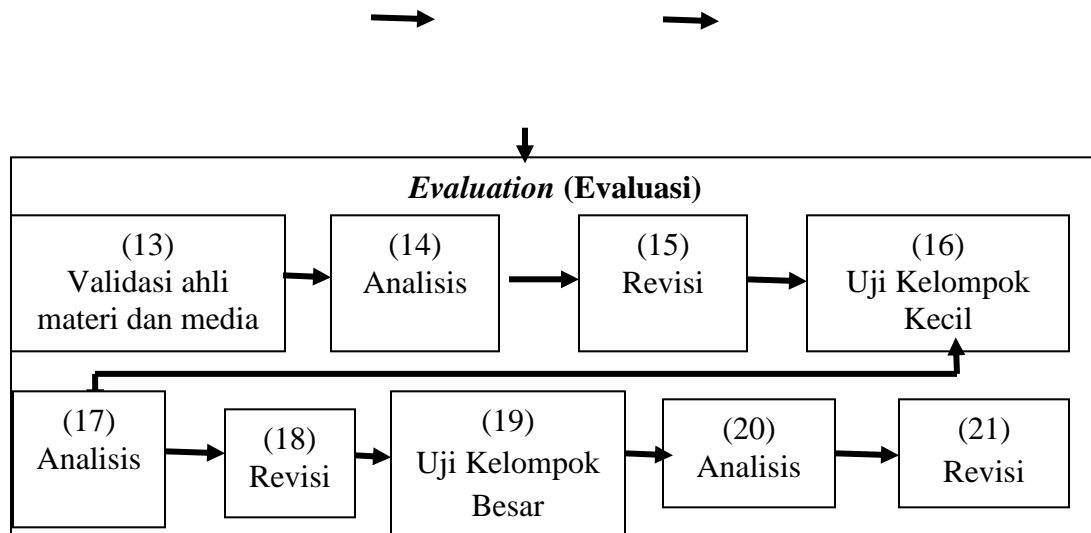 Evaluation (Evaluasi)
(13)
Validasi ahli
materi dan media
(14)
Analisis
(15)
Revisi
(16)
Uji Kelompok
Kecil
(17)
Analisis
(18)
Revisi
(19)
Uji Kelompok
Besar
(20)
Analisis
(21)
Revisi